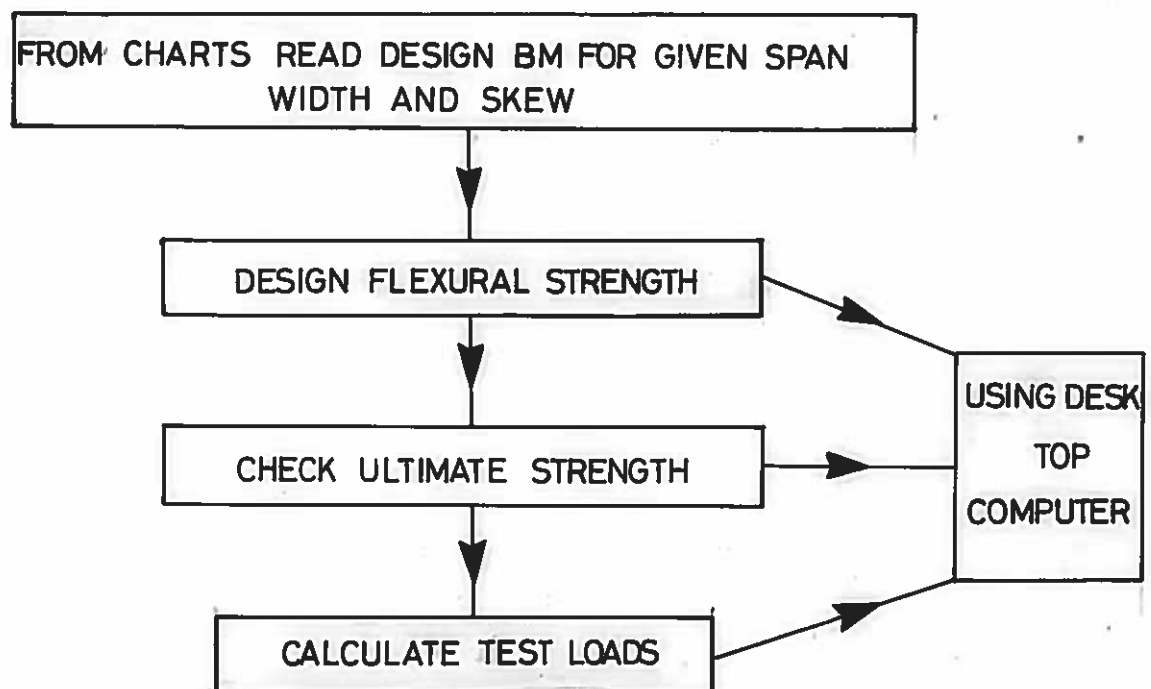 FROM CHARTS READ DESIGN BM FOR GIVEN SPAN
WIDTH AND SKEW
DESIGN FLEXURAL STRENGTH
CHECK ULTIMATE STRENGTH
CALCULATE TEST LOADS
USING DESK
TOP
COMPUTER